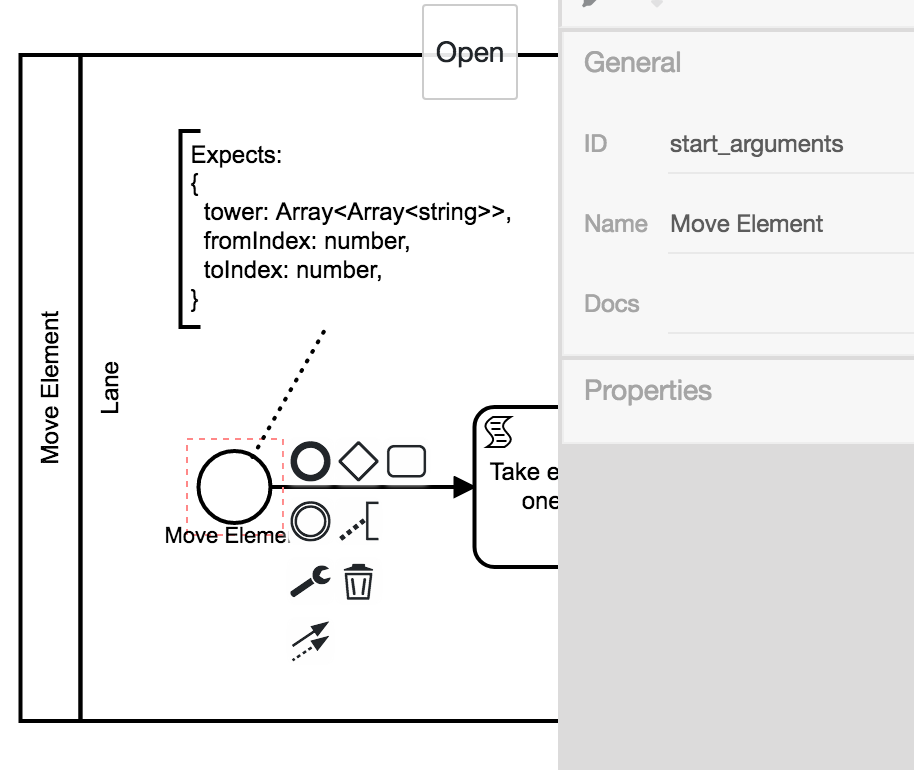 Open
Move Element
Lane
Expects:
{
tower: Array<Array<string>>,
fromIndex: number,
toIndex: number,
}
Move Eleme
Take e
one
General
ID start_arguments
Name Move Element
Docs
Properties